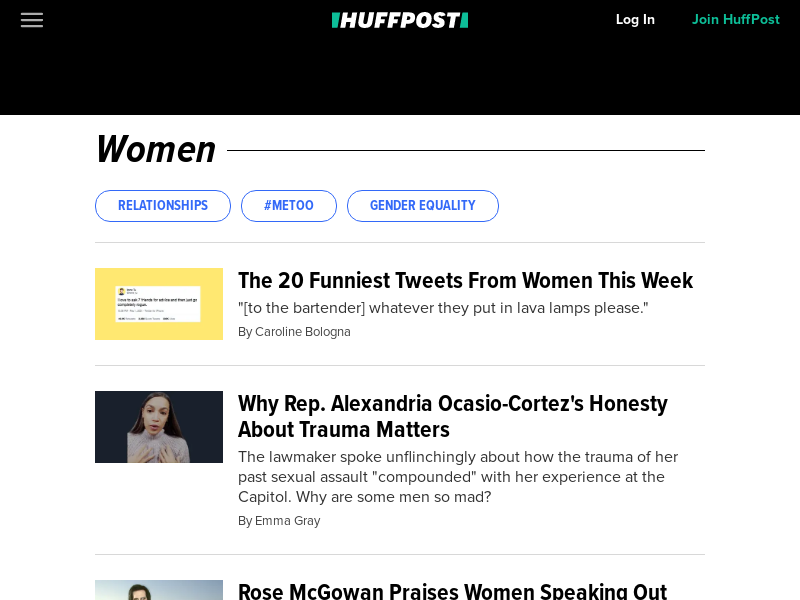 HUFFPOST
Log In
Join HuffPost
Women
RELATIONSHIPS
#METOO
GENDER EQUALITY
The 20 Funniest Tweets From Women This Week
"[to the bartender] whatever they put in lava lamps please."
By Caroline Bologna
Why Rep. Alexandria Ocasio-Cortez's Honesty
About Trauma Matters
The lawmaker spoke unflinchingly about how the trauma of her
past sexual assault "compounded" with her experience at the
Capitol. Why are some men so mad?
By Emma Gray
Rose McGowan Praises Women Speaking Out